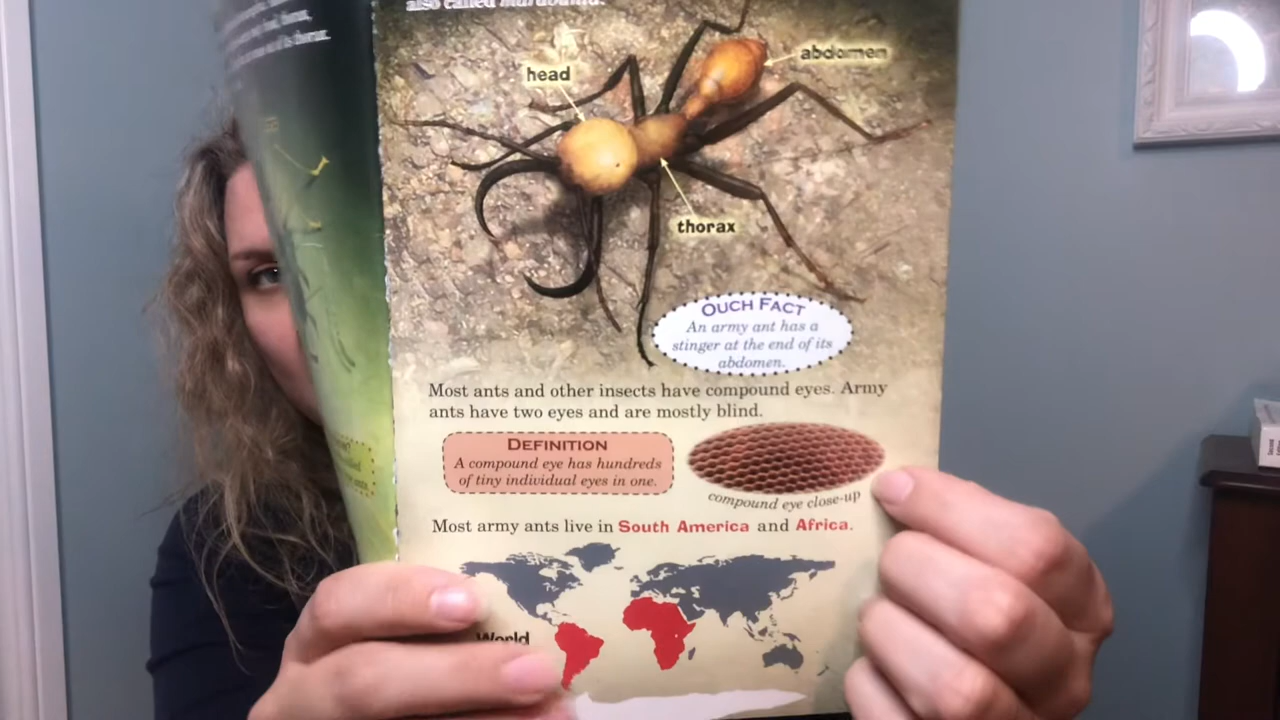 also called marabunta.
abdomen
head
thorax
OUCH FACT
An army ant has a
stinger at the end of its
abdomen.
Most ants and other insects have compound eyes. Army
ants have two eyes and are mostly blind.
DEFINITION
A compound eye has hundreds
of tiny individual eyes in one.
compound eye close-up
Most army ants live in South America and Africa.
World